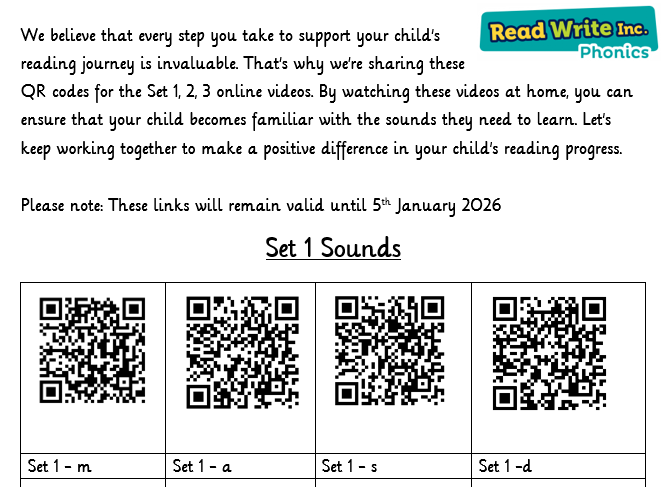 We believe that every step you take to support your child's
Read Write Inc.
Phonics
reading journey is invaluable. That's why we're sharing these
QR codes for the Set 1, 2, 3 online videos. By watching these videos at home, you can
ensure that your child becomes familiar with the sounds they need to learn. Let's
keep working together to make a positive difference in your child's reading progress.
Please note: These links will remain valid until 5th January 2026
Set 1 Sounds
Set 1 - m
Set 1 - a
Set 1 - s
Set 1 -d